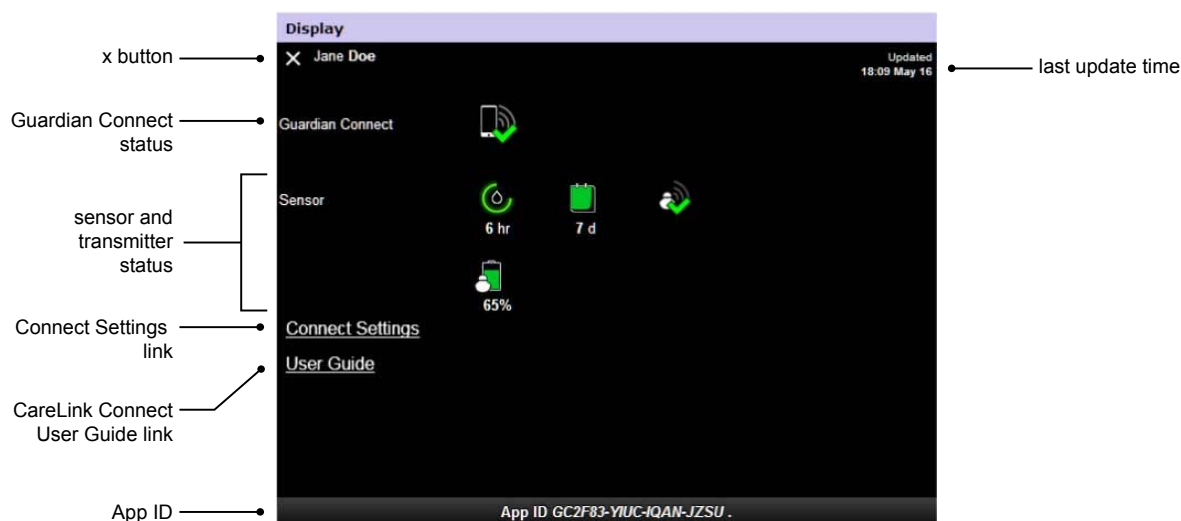 Display
x button
Jane Doe
Updated
18:09 May 16
last update time
Guardian Connect
status
Guardian Connect
sensor and
transmitter
status
Sensor
6 hr
7 d
65%
Connect Settings
link
Connect Settings
User Guide
CareLink Connect
User Guide link
App ID
App ID GC2F83-YIUC-IQAN-JZSU .